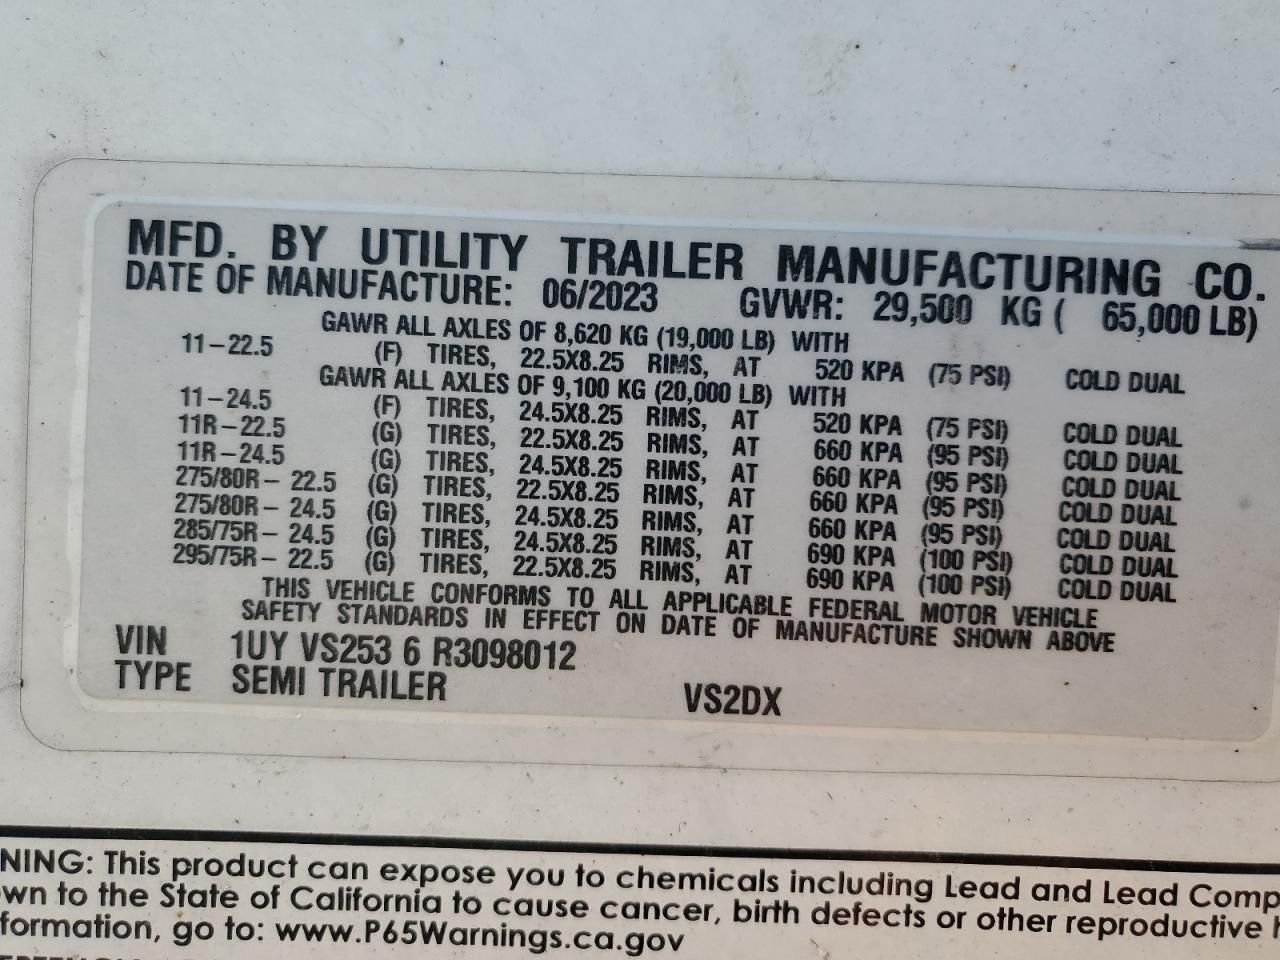 MFD. BY UTILITY TRAILER MANUFACTURING CO.
DATE OF MANUFACTURE: 06/2023 GVWR: 29,500 KG ( 65,000 LB)
GAWR ALL AXLES OF 8,620 KG (19,000 LB) WITH
11-22.5 (F) TIRES, 22.5X8.25 RIMS, AT 520 KPA (75 PSI) COLD DUAL
GAWR ALL AXLES OF 9,100 KG (20,000 LB) WITH
11-24.5 (F) TIRES, 24.5X8.25 RIMS, AT 520 KPA (75 PSI) COLD DUAL
11R-22.5 (G) TIRES, 22.5X8.25 RIMS, AT 660 KPA (95 PSI) COLD DUAL
11R-24.5 (G) TIRES, 24.5X8.25 RIMS, AT 660 KPA (95 PSI) COLD DUAL
275/80R- 22.5 (G) TIRES, 22.5X8.25 RIMS, AT 660 KPA (95 PSI) COLD DUAL
275/80R- 24.5 (G) TIRES, 24.5X8.25 RIMS, AT 660 KPA (95 PSI) COLD DUAL
285/75R- 24.5 (G) TIRES, 24.5X8.25 RIMS, AT 690 KPA (100 PSI) COLD DUAL
295/75R- 22.5 (G) TIRES, 22.5X8.25 RIMS, AT 690 KPA (100 PSI) COLD DUAL
THIS VEHICLE CONFORMS TO ALL APPLICABLE FEDERAL MOTOR VEHICLE
SAFETY STANDARDS IN EFFECT ON DATE OF MANUFACTURE SHOWN ABOVE
VIN 1UY VS253 6 R3098012
TYPE SEMI TRAILER VS2DX
NING: This product can expose you to chemicals including Lead and Lead Comp
wn to the State of California to cause cancer, birth defects or other reproductive h
formation, go to: www.P65Warnings.ca.gov